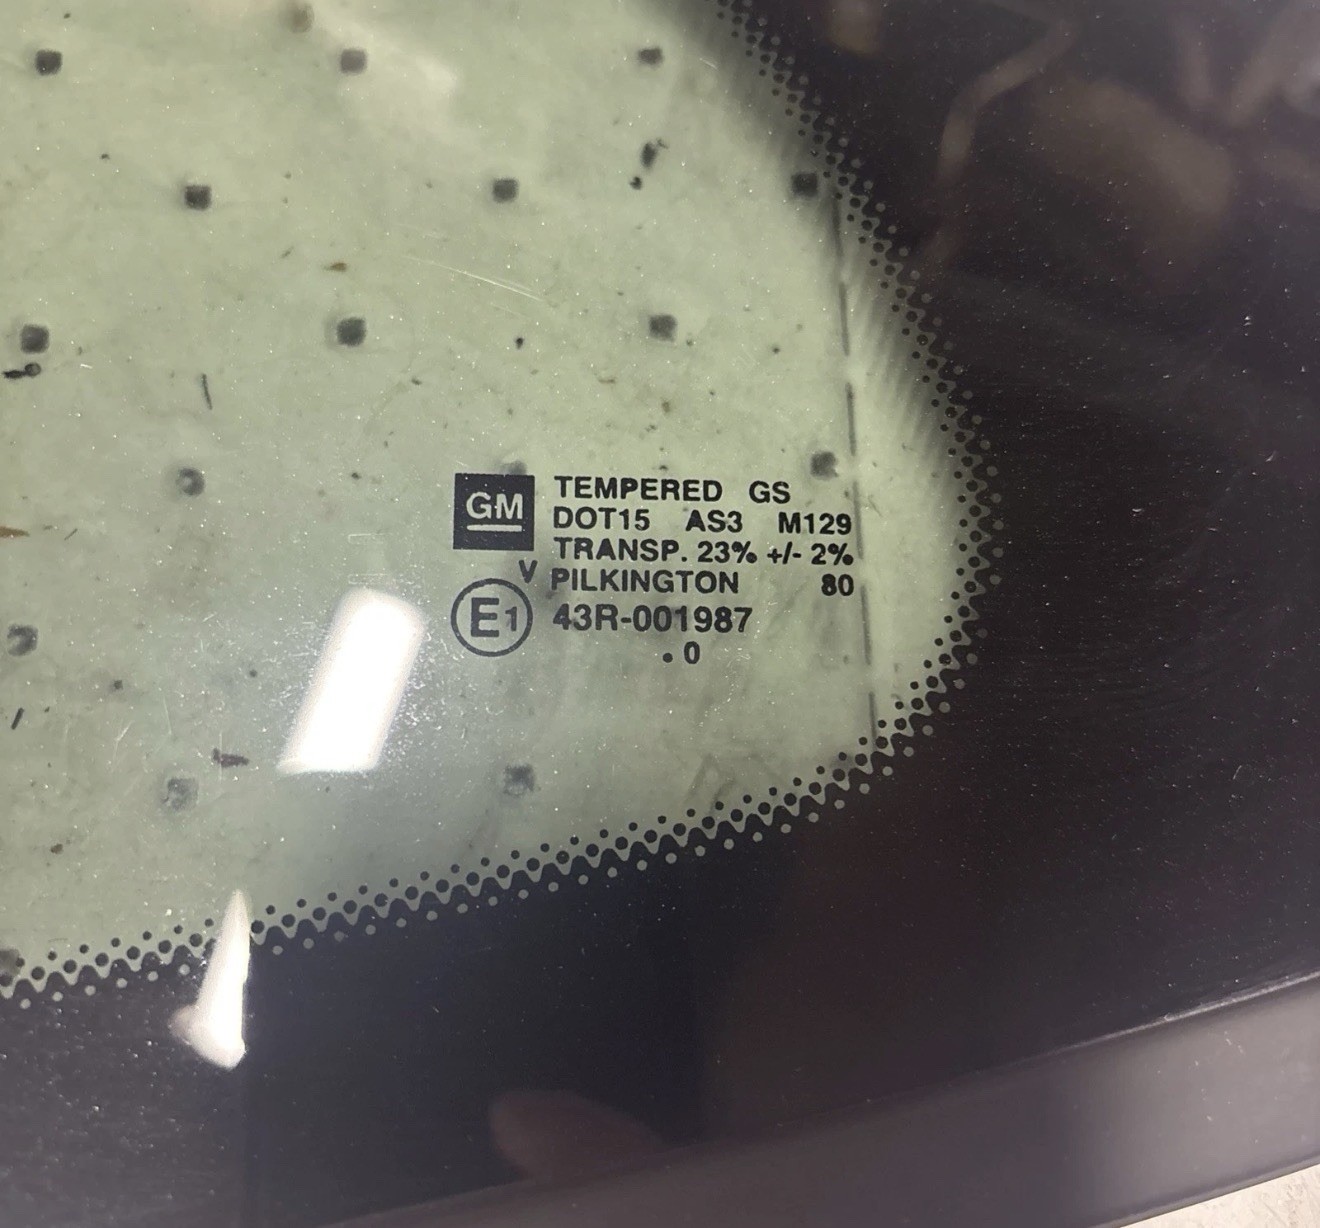 GM
TEMPERED GS
DOT15 AS3 M129
TRANSP. 23% +/- 2%
V PILKINGTON 80
E1 43R-001987
. 0